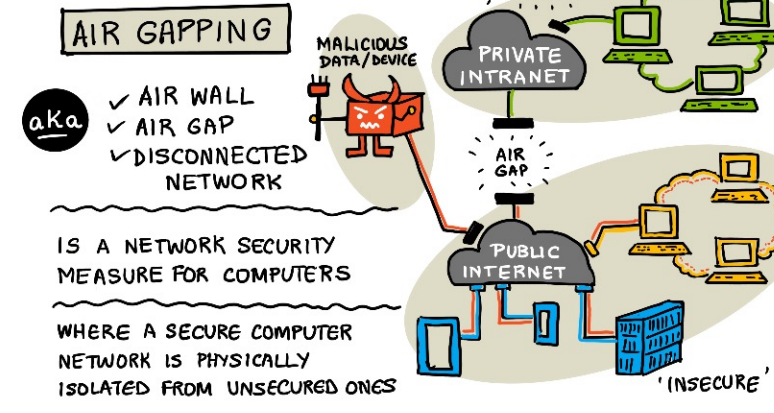 AIR GAPPING
aka
✓ AIR WALL
✓ AIR GAP
✓ DISCONNECTED
NETWORK
IS A NETWORK SECURITY
MEASURE FOR COMPUTERS
WHERE A SECURE COMPUTER
NETWORK IS PHYSICALLY
ISOLATED FROM UNSECURED ONES
MALICIOUS
DATA/DEVICE
PRIVATE
INTRANET
AIR
GAP
PUBLIC
INTERNET
'INSECURE'